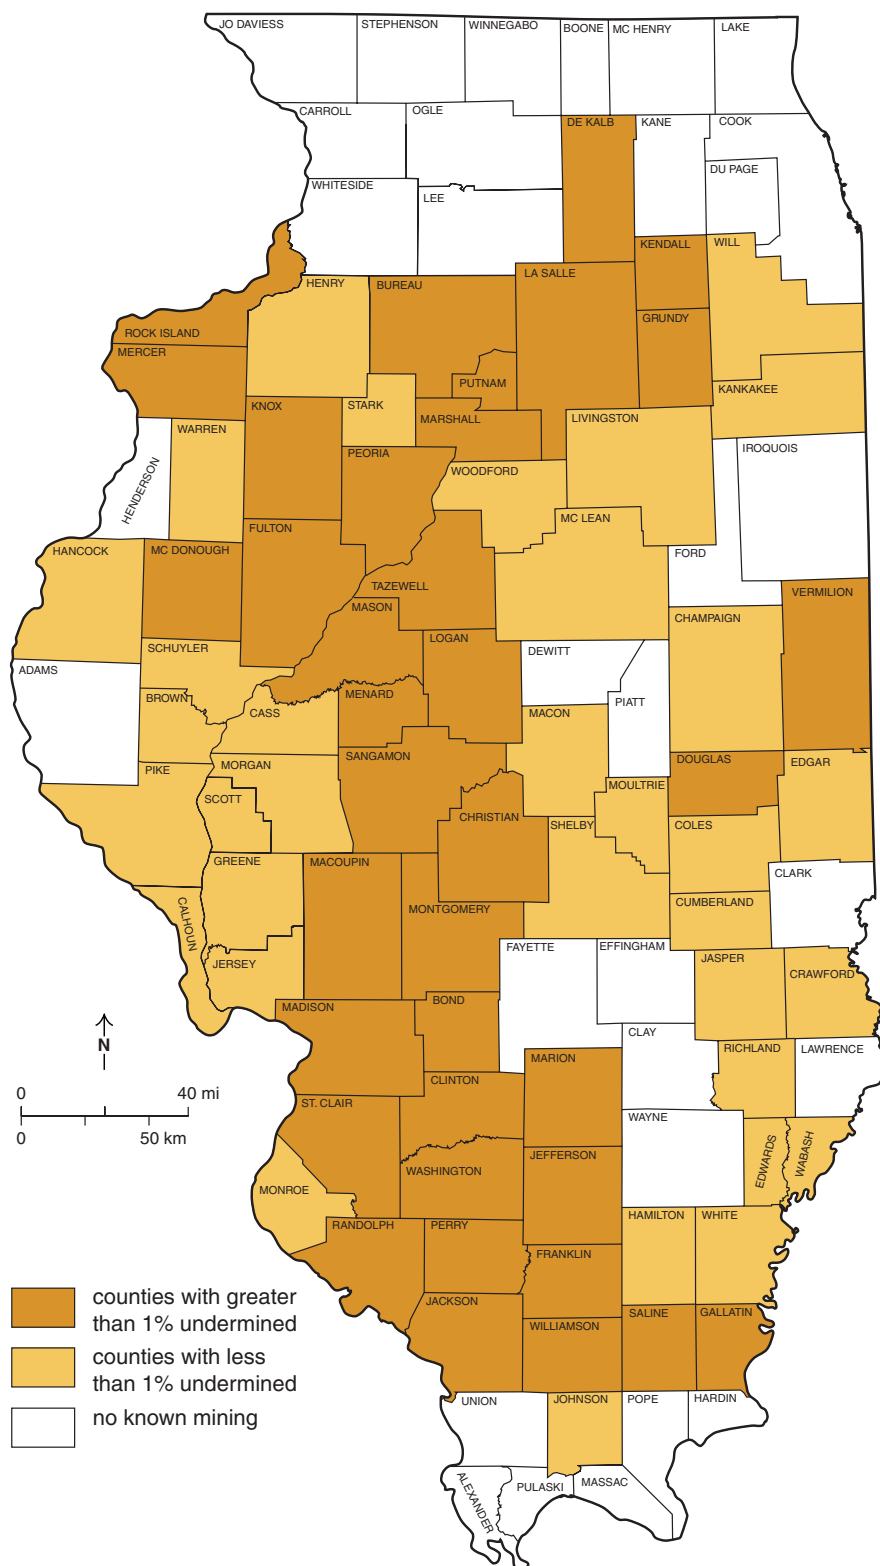 JO DAVIESS
STEPHENSON
WINNEGABO
BOONE
MC HENRY
LAKE
CARROLL
OGLE
DE KALB
KANE
COOK
DU PAGE
WHITESIDE
LEE
KENDALL
WILL
HENRY
BUREAU
LA SALLE
ROCK ISLAND
GRUNDY
MERCER
PUTNAM
KANKAKEE
KNOX
STARK
MARSHALL
LIVINGSTON
WARREN
PEORIA
IROQUOIS
HENDERSON
WOODFORD
MC LEAN
FULTON
HANCOCK
MC DONOUGH
FORD
TAZEWELL
VERMILION
MASON
CHAMPAIGN
LOGAN
SCHUYLER
DEWITT
ADAMS
MENARD
BROWN
PIATT
CASS
MACON
SANGAMON
DOUGLAS
EDGAR
PIKE
MORGAN
MOULTRIE
SCOTT
CHRISTIAN
SHELBY
COLES
GREENE
MACOUPIN
CLARK
CUMBERLAND
MONTGOMERY
CALHOUN
FAYETTE
EFFINGHAM
JASPER
JERSEY
CRAWFORD
MADISON
BOND
CLAY
N
RICHLAND
LAWRENCE
MARION
CLINTON
0 40 mi
ST. CLAIR
WAYNE
0 50 km
JEFFERSON
EDWARDS
WABASH
WASHINGTON
MONROE
HAMILTON
WHITE
RANDOLPH
PERRY
FRANKLIN
JACKSON
SALINE
GALLATIN
WILLIAMSON
counties with greater
than 1% undermined
counties with less
than 1% undermined
no known mining
UNION
JOHNSON
POPE
HARDIN
ALEXANDER
PULASKI
MASSAC